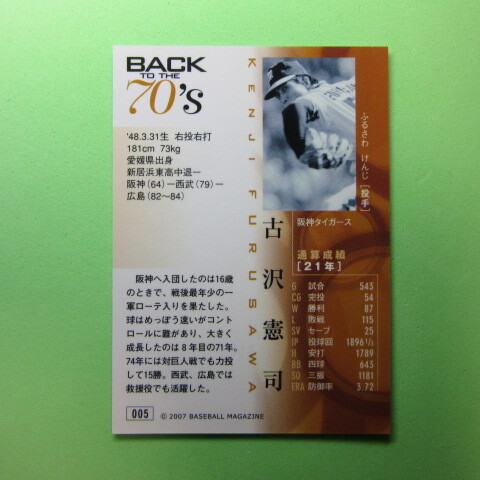 BACK
TO THE
70's
KENJI FURUSAWA
'48.3.31生 右投右打
181cm 73kg
愛媛県出身
新居浜東高中退ー
阪神(64)ー西武(79)ー
広島(82〜84)
ふるさわ けんじ [投手]
阪神タイガース
古沢憲司
阪神へ入団したのは16歳
のときで、戦後最年少の一
軍ローテ入りを果たした。
球はめっぽう速いがコント
ロールに難があり、大きく
成長したのは8年目の71年。
74年には対巨人戦でも力投
して15勝。西武、広島では
救援役でも活躍した。
通算成績
[21年]
G 試合 543
CG 完投 54
W 勝利 87
L 敗戦 115
SV セーブ 25
IP 投球回 1896 1/3
H 安打 1789
BB 四球 643
SO 三振 1181
ERA 防御率 3.72
005
© 2007 BASEBALL MAGAZINE